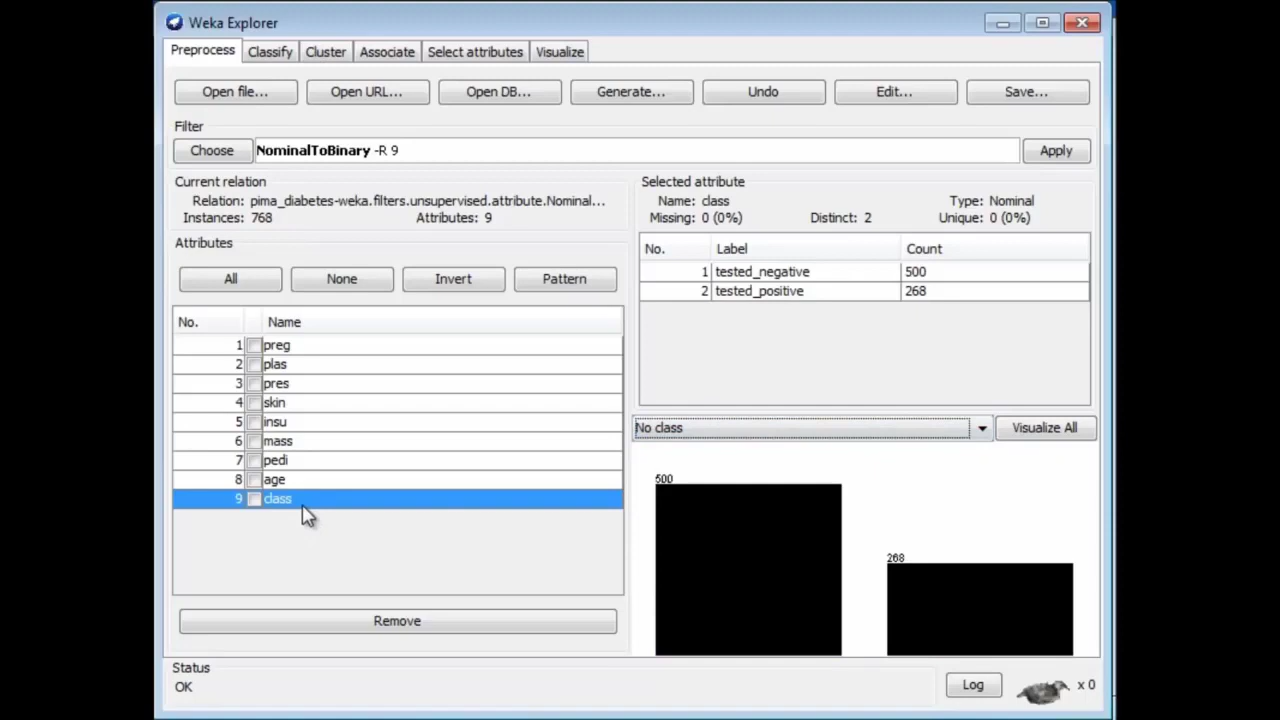 Weka Explorer
Preprocess Classify Cluster Associate Select attributes Visualize
Open file... Open URL... Open DB... Generate... Undo Edit... Save...
Filter
Choose NominalToBinary -R 9 Apply
Current relation
Relation: pima_diabetes-weka.filters.unsupervised.attribute.Nominal...
Instances: 768 Attributes: 9
Selected attribute
Name: class Type: Nominal
Missing: 0 (0%) Distinct: 2 Unique: 0 (0%)
Attributes
All None Invert Pattern
No. Name
1 preg
2 plas
3 pres
4 skin
5 insu
6 mass
7 pedi
8 age
9 class
Remove
No. Label Count
1 tested_negative 500
2 tested_positive 268
No class Visualize All
500
268
Status
OK
Log x 0